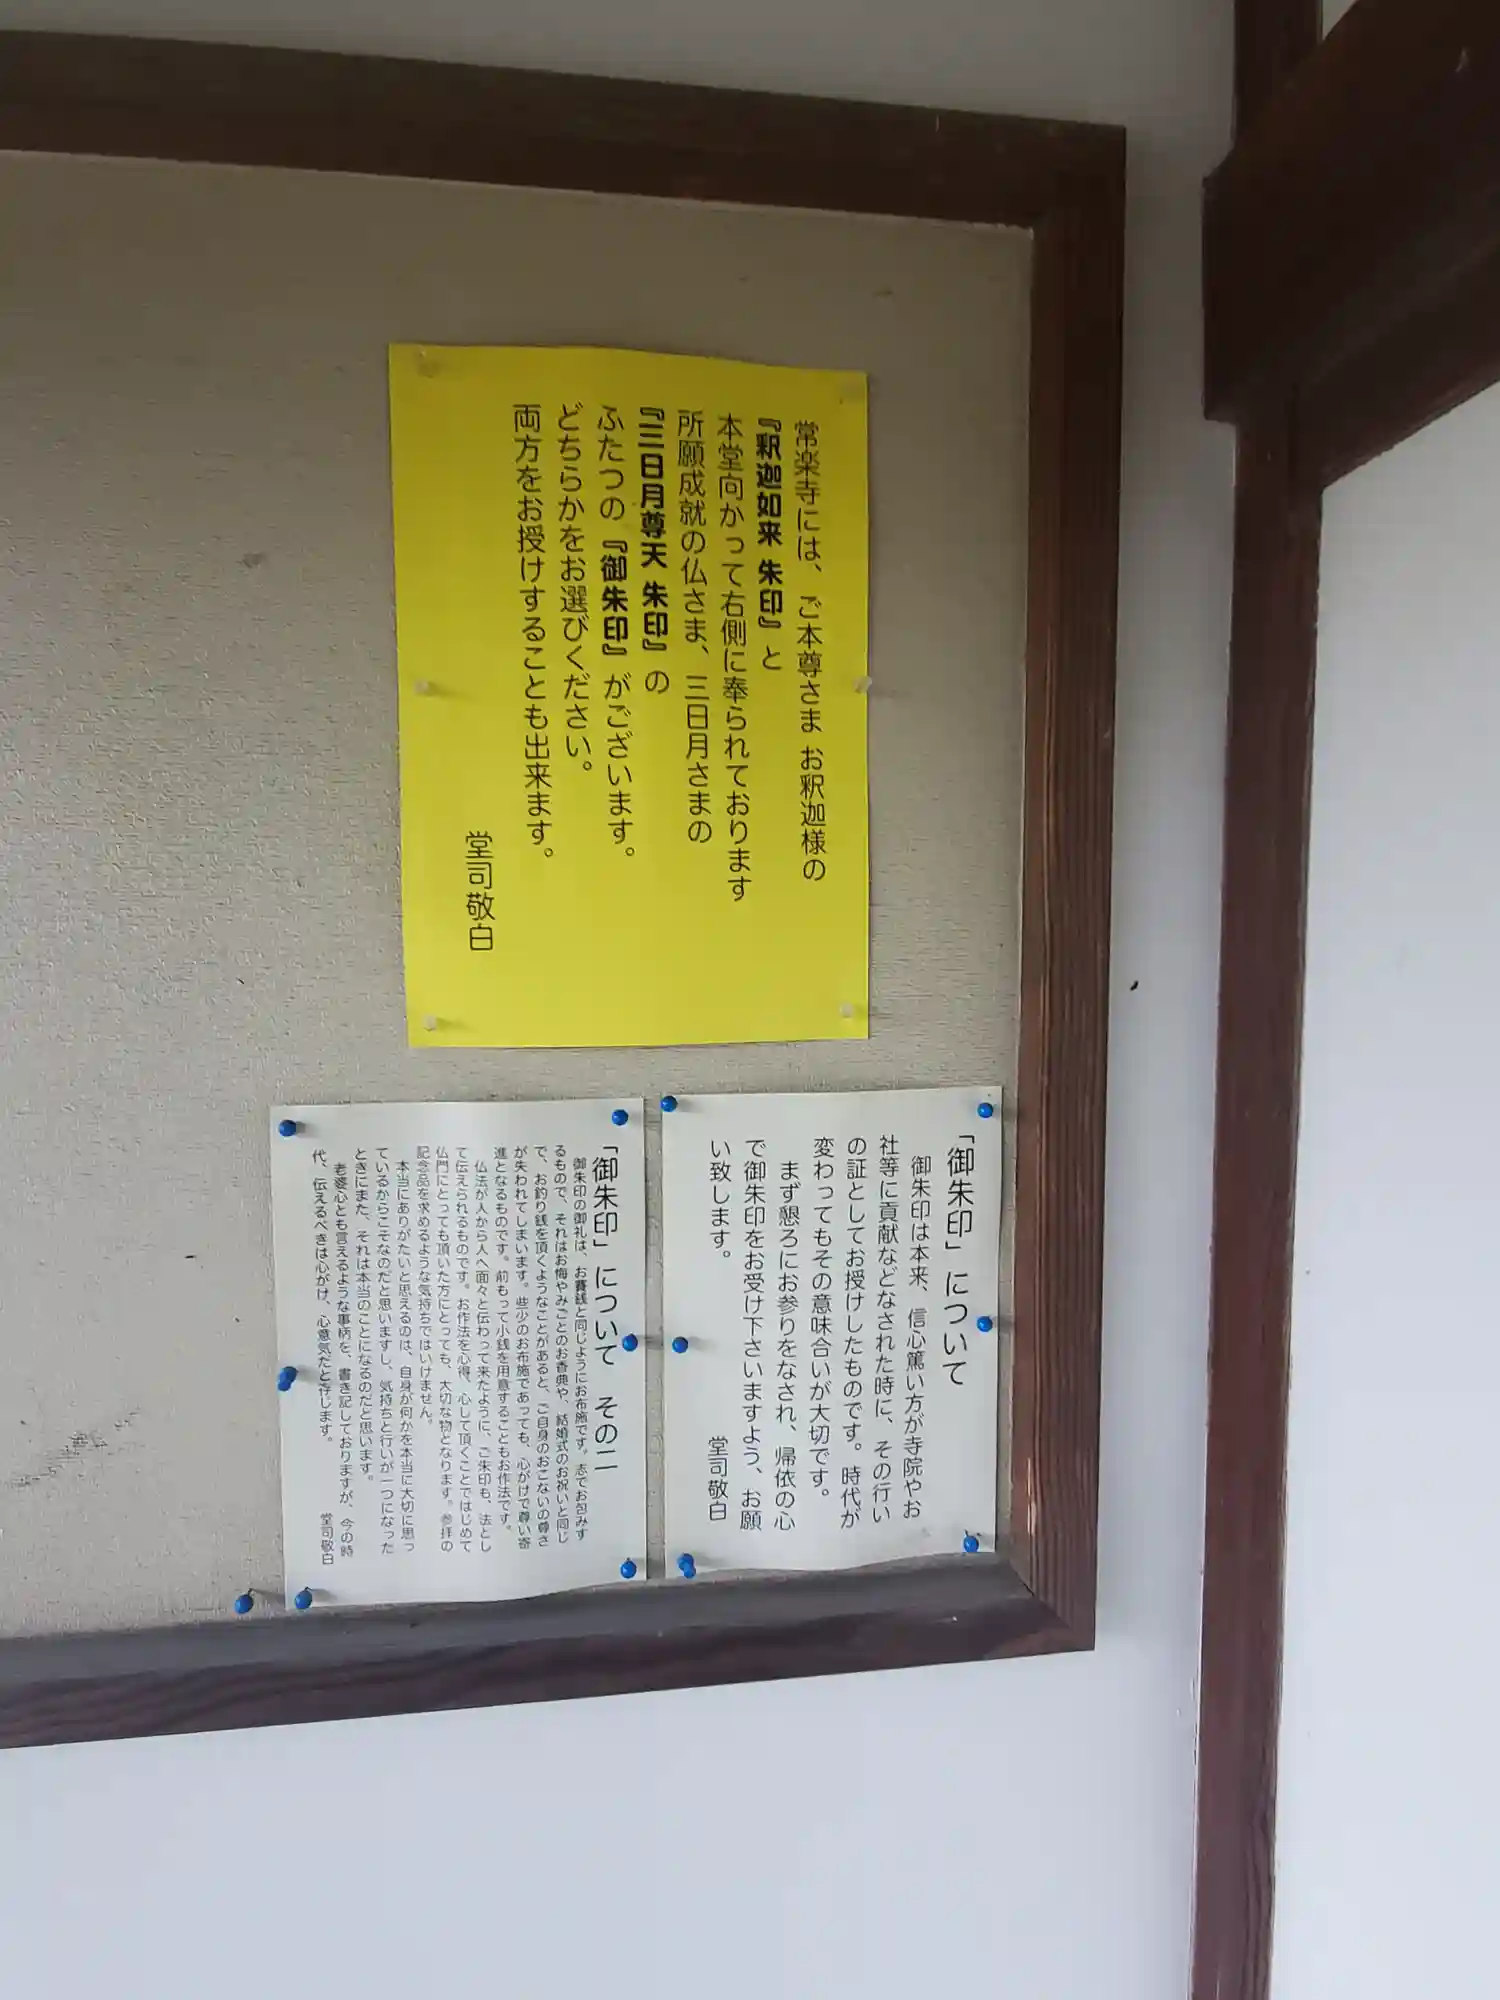 常楽寺には、ご本尊さま お釈迦様の
『釈迦如来 朱印』と
本堂向かって右側に奉られております
所願成就の仏さま、三日月さまの
『三日月尊天 朱印』の
ふたつの『御朱印』がございます。
どちらかをお選びください。
両方をお授けすることも出来ます。
堂司敬白
「御朱印」について
御朱印は本来、信心篤い方が寺院やお
社等に貢献などなされた時に、その行い
の証としてお授けしたものです。時代が
変わってもその意味合いが大切です。
まず懇ろにお参りをなされ、帰依の心
で御朱印をお受け下さいますよう、お願
い致します。
堂司敬白
「御朱印」について その二
御朱印の御礼は、お賽銭と同じようにお布施です。志でお包みす
るもので、それはお悔やみごとのお香典や、結婚式のお祝いと同じ
で、お釣り銭を頂くようなことがあると、ご自身のおこないの尊さ
が失われてしまいます。些少のお布施であっても、心がけで尊い寄
進となるものです。前もって小銭を用意することもお作法です。
仏法が人から人へ面々と伝わって来たように、ご朱印も、法とし
て伝えられるものです。お作法を心得、心して頂くことではじめて
仏門にとっても頂いた方にとっても、大切な物となります。参拝の
記念品を求めるような気持ちではいけません。
本当にありがたいと思えるのは、自身が何かを本当に大切に思っ
ているからこそなのだと思いますし、気持ちと行いが一つになった
ときにまた、それは本当のことになるのだと思います。
老婆心とも言えるような事柄を、書き記しておりますが、今の時
代、伝えるべきは心がけ、心意気だと存じます。
堂司敬白